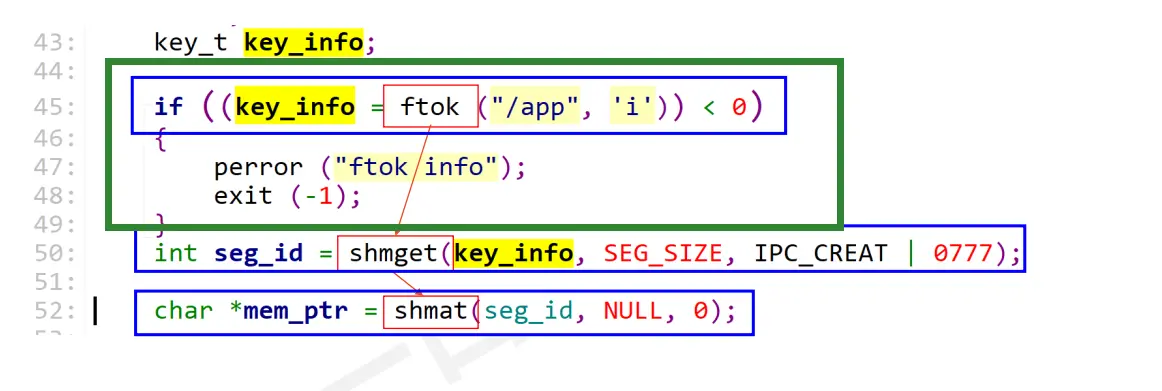 43: key_t key_info;
44:
45: if ((key_info = ftok ("/app", 'i')) < 0)
46: {
47: perror ("ftok info");
48: exit (-1);
49: }
50: int seg_id = shmget(key_info, SEG_SIZE, IPC_CREAT | 0777);
51:
52: char *mem_ptr = shmat(seg_id, NULL, 0);